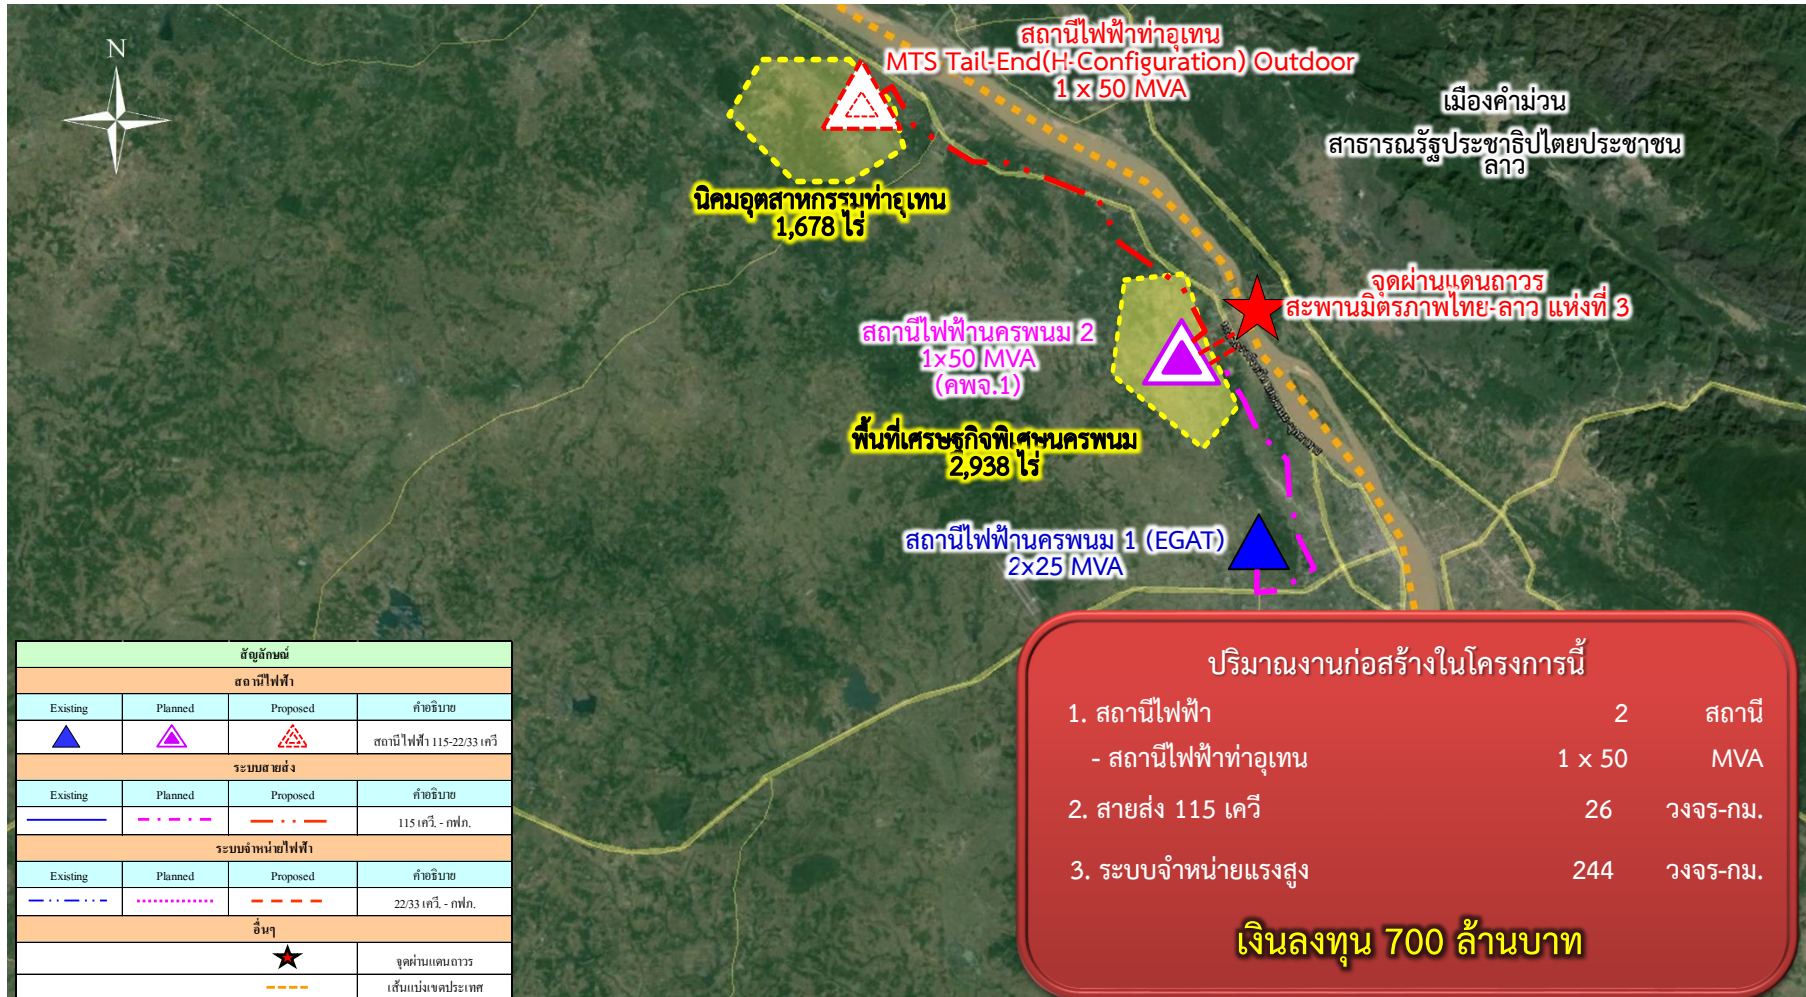 N
สถานีไฟฟ้าท่าอุเทน
MTS Tail-End(H-Configuration) Outdoor
1 x 50 MVA
เมืองคำม่วน
สาธารณรัฐประชาธิปไตยประชาชน
ลาว
นิคมอุตสาหกรรมท่าอุเทน
1,678 ไร่
จุดผ่านแดนถาวร
สะพานมิตรภาพไทย-ลาว แห่งที่ 3
สถานีไฟฟ้านครพนม 2
1x50 MVA
(คพจ.1)
พื้นที่เศรษฐกิจพิเศษนครพนม
2,938 ไร่
สถานีไฟฟ้านครพนม 1 (EGAT)
2x25 MVA
สัญลักษณ์
สถานีไฟฟ้า
Existing Planned Proposed คำอธิบาย
สถานีไฟฟ้า 115-22/33 เควี
ระบบสายส่ง
Existing Planned Proposed คำอธิบาย
115 เควี. - กฟภ.
ระบบจำหน่ายไฟฟ้า
Existing Planned Proposed คำอธิบาย
22/33 เควี. - กฟภ.
อื่นๆ
จุดผ่านแดนถาวร
เส้นแบ่งเขตประเทศ
ปริมาณงานก่อสร้างในโครงการนี้
1. สถานีไฟฟ้า 2 สถานี
- สถานีไฟฟ้าท่าอุเทน 1 x 50 MVA
2. สายส่ง 115 เควี 26 วงจร-กม.
3. ระบบจำหน่ายแรงสูง 244 วงจร-กม.
เงินลงทุน 700 ล้านบาท